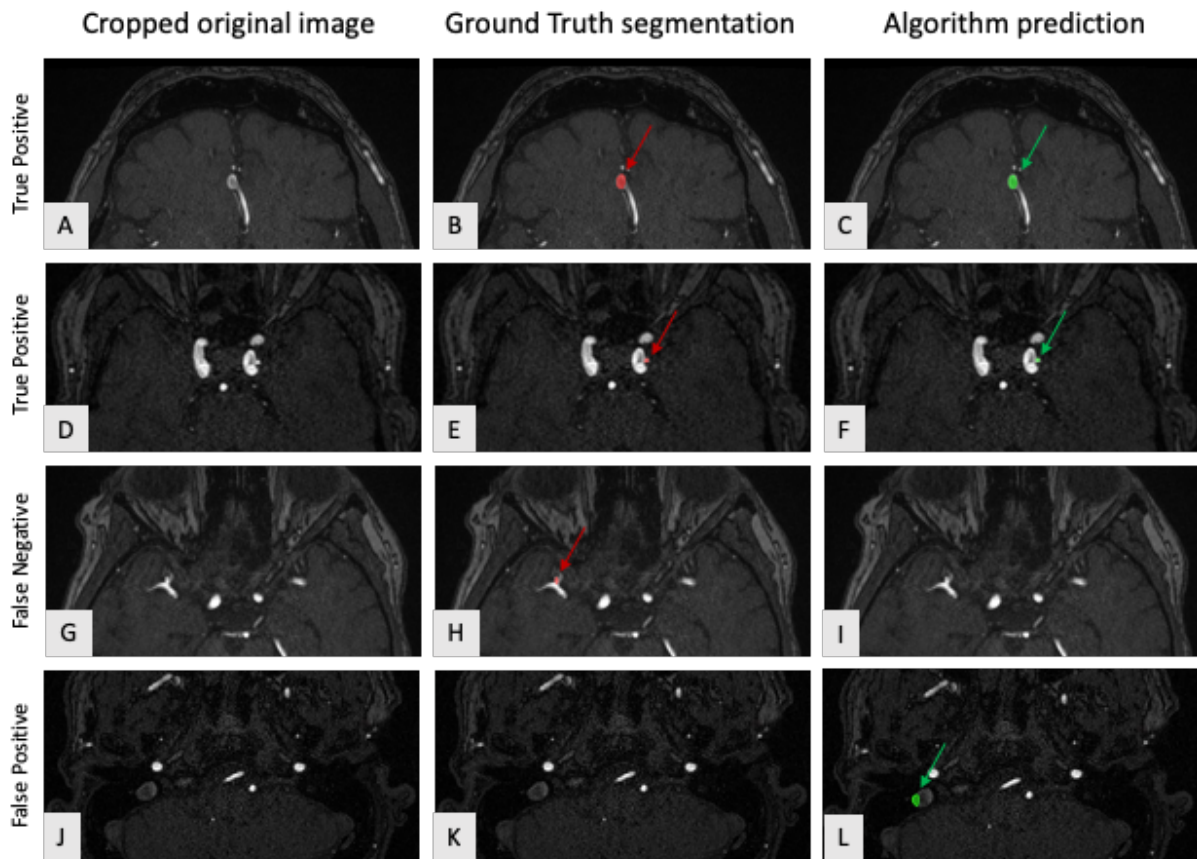 Cropped original image
Ground Truth segmentation
Algorithm prediction
True Positive
A
B
C
True Positive
D
E
F
False Negative
G
H
I
False Positive
J
K
L